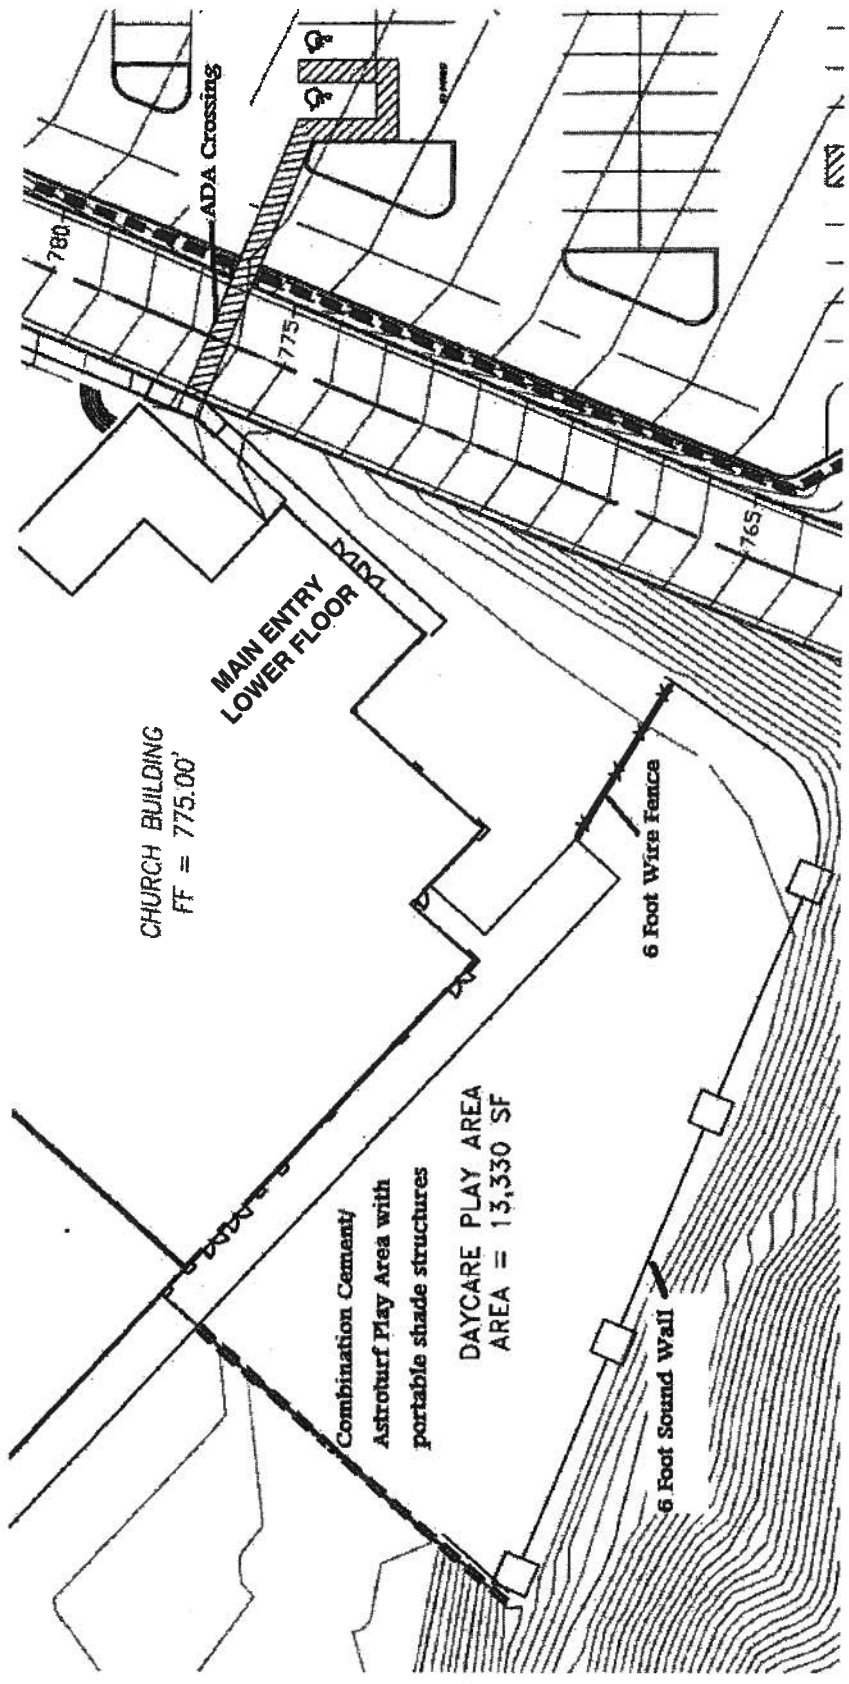 ADA Crossing
780
775
765
MAIN ENTRY
LOWER FLOOR
CHURCH BUILDING
FF = 775.00'
6 Foot Wire Fence
Combination Cement/
Astroturf Play Area with
portable shade structures
DAYCARE PLAY AREA
AREA = 13,330 SF
6 Foot Sound Wall